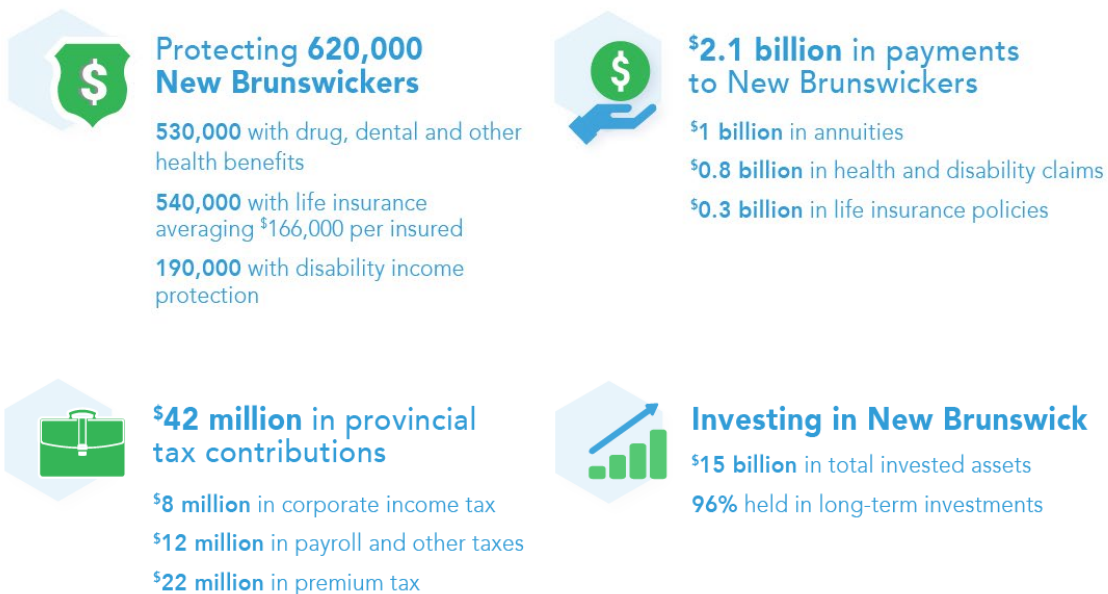 Protecting 620,000
New Brunswickers
530,000 with drug, dental and other
health benefits
540,000 with life insurance
averaging $166,000 per insured
190,000 with disability income
protection
$2.1 billion in payments
to New Brunswickers
$1 billion in annuities
$0.8 billion in health and disability claims
$0.3 billion in life insurance policies
$42 million in provincial
tax contributions
$8 million in corporate income tax
$12 million in payroll and other taxes
$22 million in premium tax
Investing in New Brunswick
$15 billion in total invested assets
96% held in long-term investments